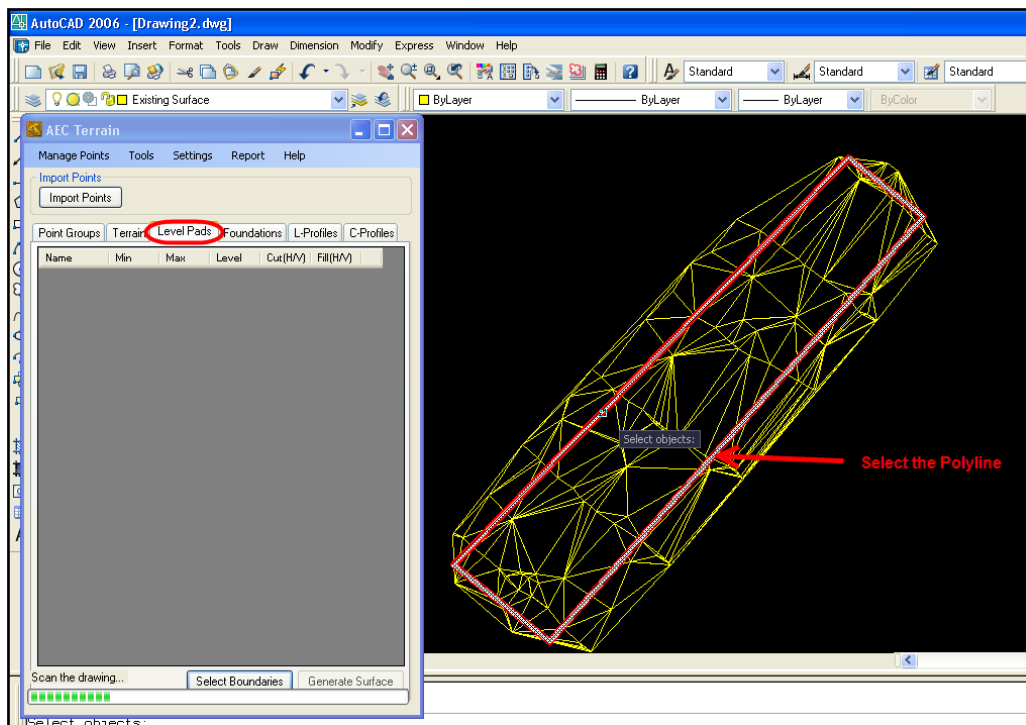 AutoCAD 2006 - [Drawing2.dwg]
File Edit View Insert Format Tools Draw Dimension Modify Express Window Help
Standard Standard Standard
Existing Surface ByLayer ByLayer ByLayer ByColor
AEC Terrain
Manage Points Tools Settings Report Help
Import Points
Import Points
Point Groups Terrain Level Pads Foundations L-Profiles C-Profiles
Name Min Max Level Cut(H/V) Fill(H/V)
Select objects:
Select the Polyline
Scan the drawing... Select Boundaries Generate Surface
Select objects: